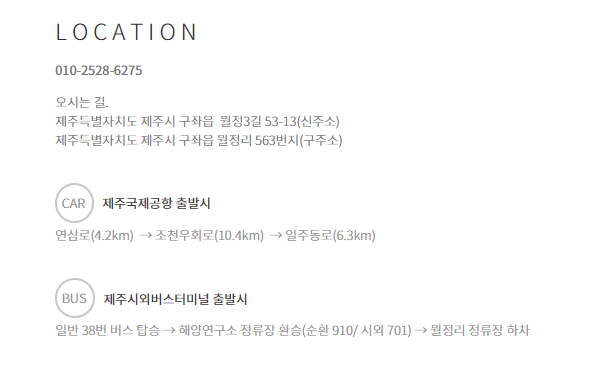 LOCATION
010-2528-6275
오시는 길.
제주특별자치도 제주시 구좌읍 월정3길 53-13(신주소)
제주특별자치도 제주시 구좌읍 월정리 563번지(구주소)
CAR 제주국제공항 출발시
연삼로(4.2km) → 조천우회로(10.4km) → 일주동로(6.3km)
BUS 제주시외버스터미널 출발시
일반 38번 버스 탑승 → 해양연구소 정류장 환승(순환 910/ 시외 701) → 월정리 정류장 하차